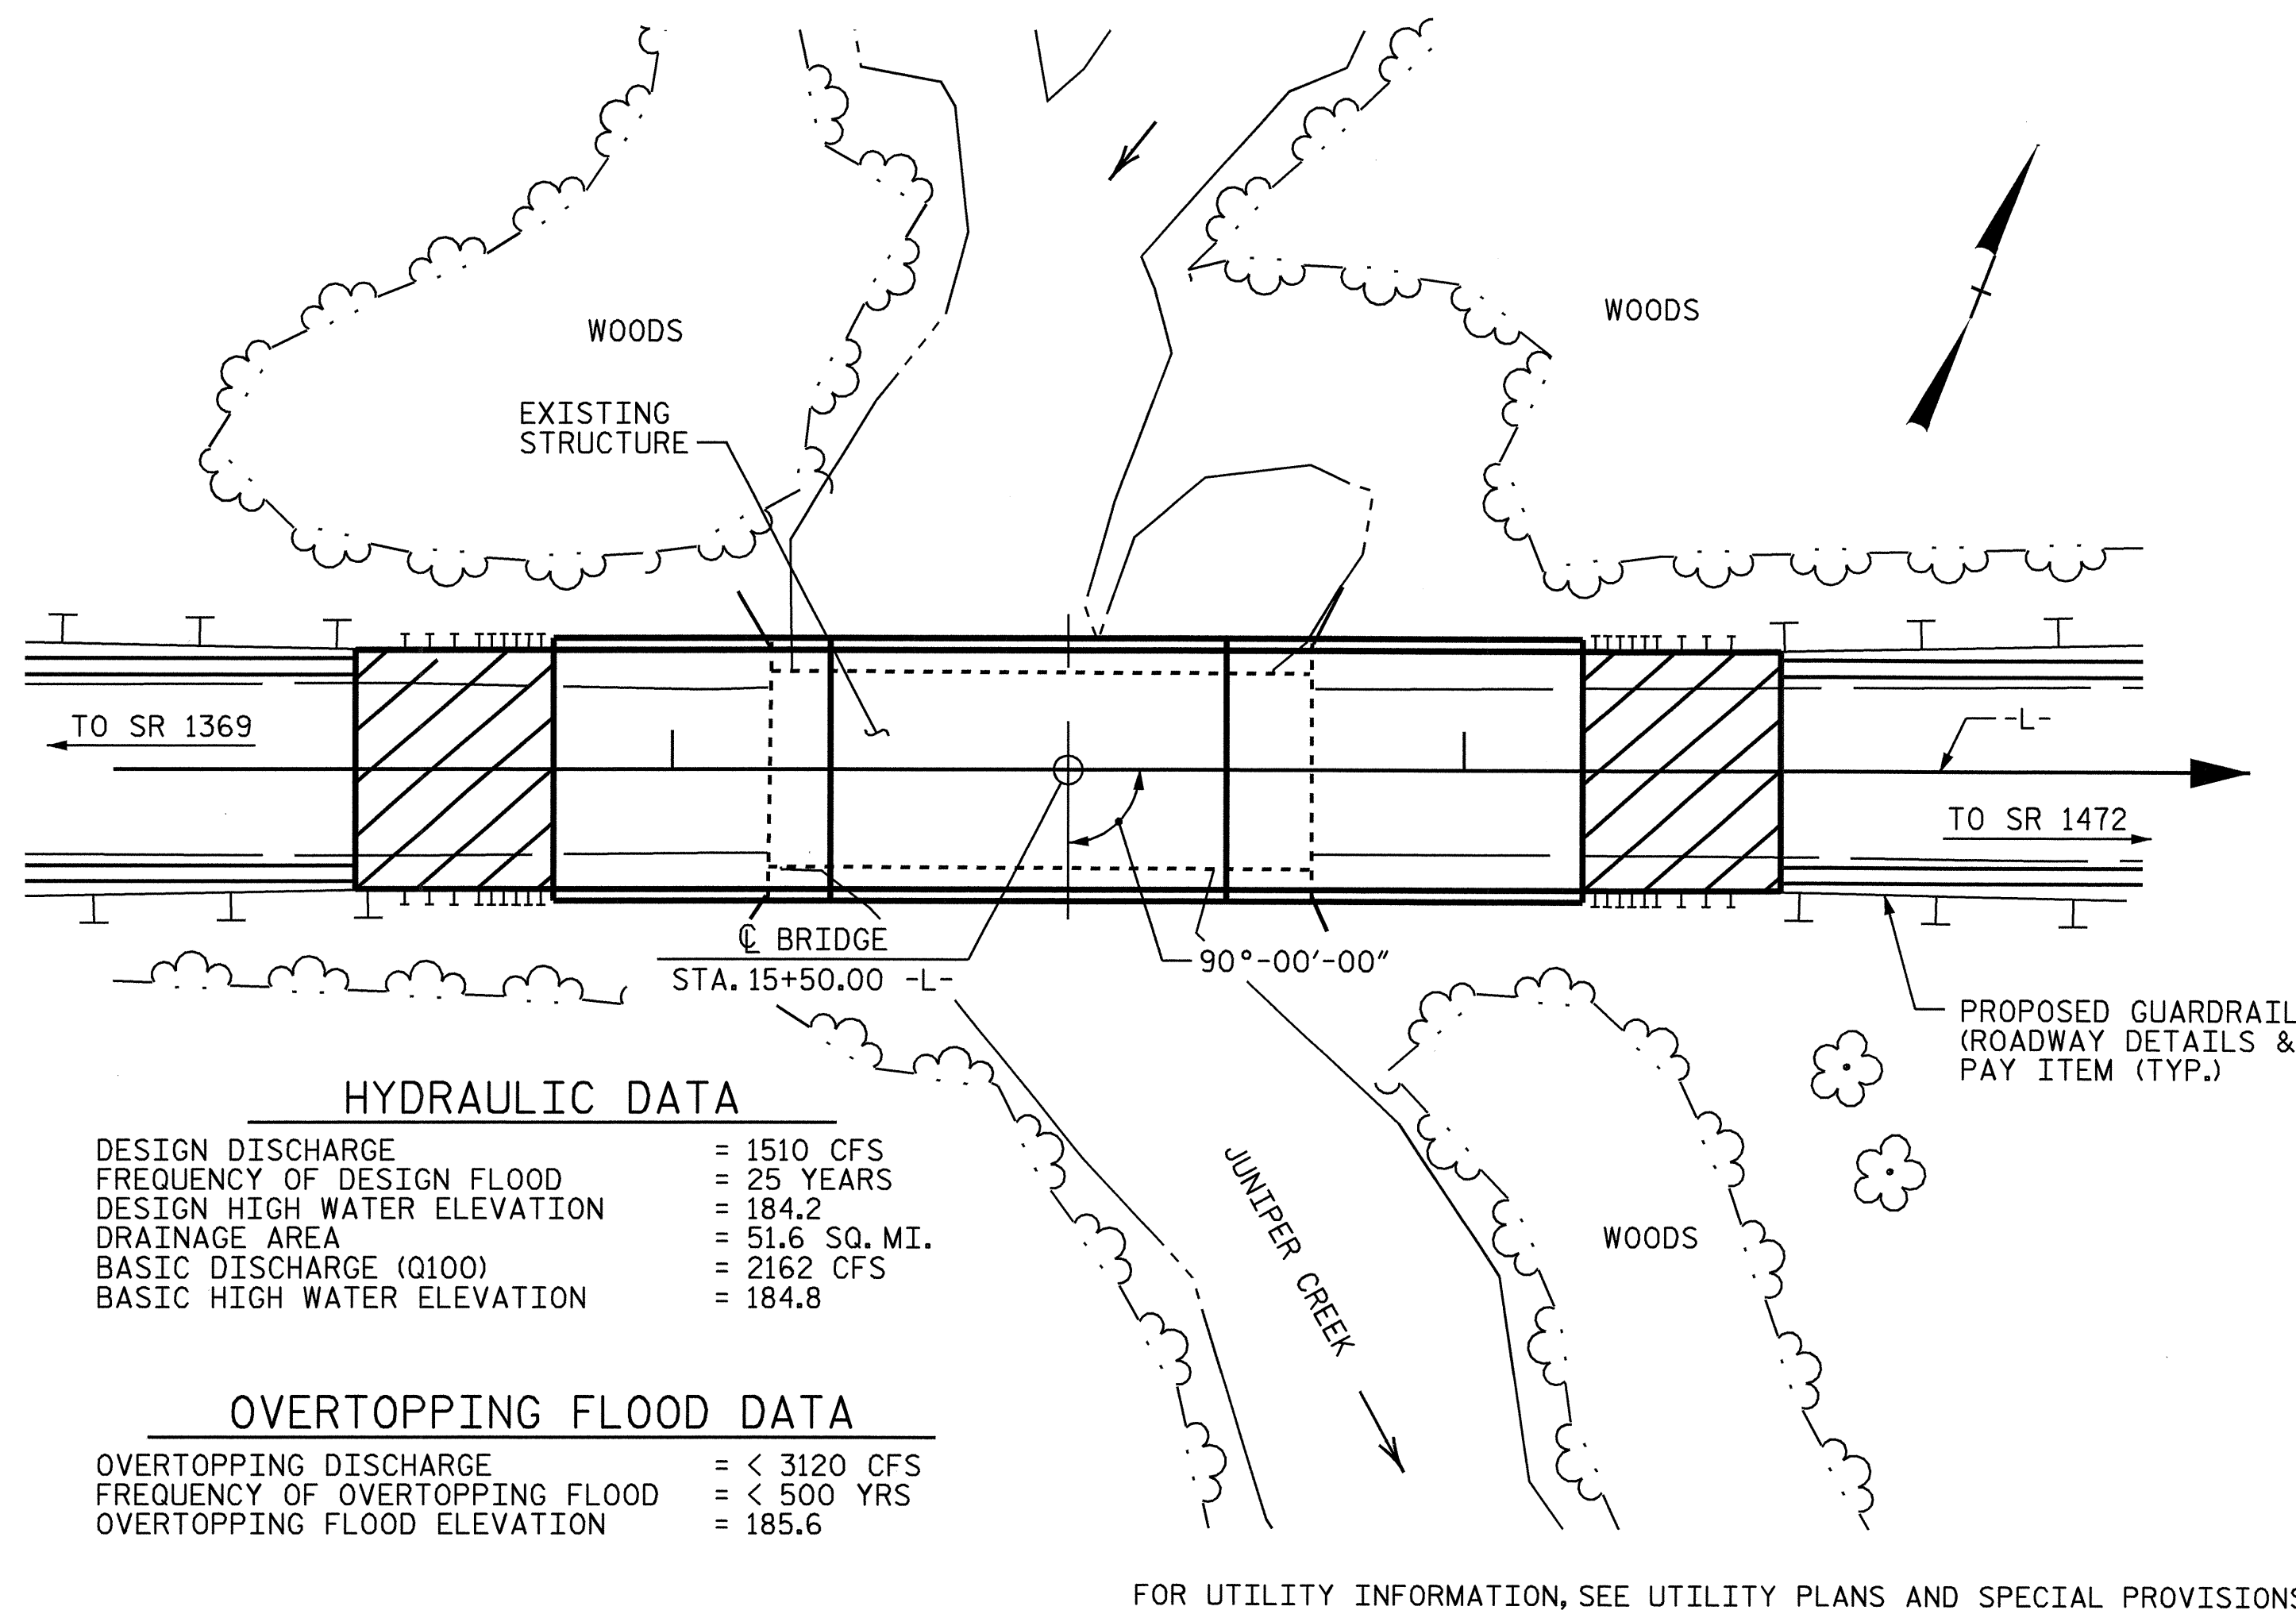 WOODS
WOODS
EXISTING
STRUCTURE
TO SR 1369
-L-
TO SR 1472
℄ BRIDGE
STA. 15+50.00 -L-
90°-00'-00"
PROPOSED GUARDRAIL
(ROADWAY DETAILS &
PAY ITEM (TYP.)
HYDRAULIC DATA
DESIGN DISCHARGE = 1510 CFS
FREQUENCY OF DESIGN FLOOD = 25 YEARS
DESIGN HIGH WATER ELEVATION = 184.2
DRAINAGE AREA = 51.6 SQ. MI.
BASIC DISCHARGE (Q100) = 2162 CFS
BASIC HIGH WATER ELEVATION = 184.8
JUNIPER CREEK
WOODS
OVERTOPPING FLOOD DATA
OVERTOPPING DISCHARGE = < 3120 CFS
FREQUENCY OF OVERTOPPING FLOOD = < 500 YRS
OVERTOPPING FLOOD ELEVATION = 185.6
FOR UTILITY INFORMATION, SEE UTILITY PLANS AND SPECIAL PROVISIONS